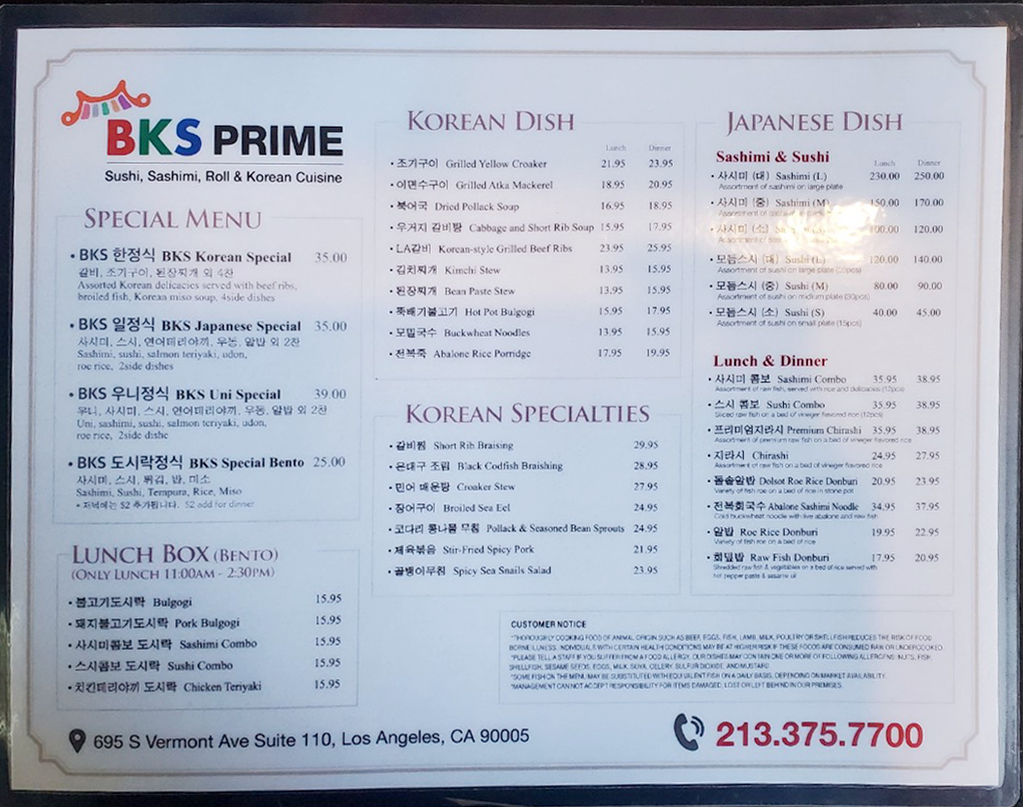 BKS PRIME
Sushi, Sashimi, Roll & Korean Cuisine
SPECIAL MENU
• BKS 한정식 BKS Korean Special 35.00
갈비, 조기구이, 된장찌개 외 4찬
Assorted Korean delicacies served with beef ribs,
broiled fish, Korean miso soup, 4side dishes
• BKS 일정식 BKS Japanese Special 35.00
사시미, 스시, 연어테리야끼, 우동, 알밥 외 2찬
Sashimi, sushi, salmon teriyaki, udon,
roe rice, 2side dishes
• BKS 우니정식 BKS Uni Special 39.00
우니, 사시미, 스시, 연어테리야끼, 우동, 알밥 외 2찬
Uni, sashimi, sushi, salmon teriyaki, udon,
roe rice, 2side dishe
• BKS 도시락정식 BKS Special Bento 25.00
사시미, 스시, 튀김, 밥, 미소
Sashimi, Sushi, Tempura, Rice, Miso
• 저녁에는 $2 추가됩니다. $2 add for dinner
LUNCH BOX (BENTO)
(ONLY LUNCH 11:00AM - 2:30PM)
• 불고기도시락 Bulgogi 15.95
• 돼지불고기도시락 Pork Bulgogi 15.95
• 사시미콤보 도시락 Sashimi Combo 15.95
• 스시콤보 도시락 Sushi Combo 15.95
• 치킨테리야끼 도시락 Chicken Teriyaki 15.95
KOREAN DISH
Lunch Dinner
• 조기구이 Grilled Yellow Croaker 21.95 23.95
• 이면수구이 Grilled Atka Mackerel 18.95 20.95
• 북어국 Dried Pollack Soup 16.95 18.95
• 우거지 갈비탕 Cabbage and Short Rib Soup 15.95 17.95
• LA갈비 Korean-style Grilled Beef Ribs 23.95 25.95
• 김치찌개 Kimchi Stew 13.95 15.95
• 된장찌개 Bean Paste Stew 13.95 15.95
• 뚝배기불고기 Hot Pot Bulgogi 15.95 17.95
• 모밀국수 Buckwheat Noodles 13.95 15.95
• 전복죽 Abalone Rice Porridge 17.95 19.95
KOREAN SPECIALTIES
• 갈비찜 Short Rib Braising 29.95
• 은대구 조림 Black Codfish Braishing 28.95
• 민어 매운탕 Croaker Stew 27.95
• 장어구이 Broiled Sea Eel 24.95
• 코다리 콩나물 무침 Pollack & Seasoned Bean Sprouts 24.95
• 제육볶음 Stir-Fried Spicy Pork 21.95
• 골뱅이무침 Spicy Sea Snails Salad 23.95
JAPANESE DISH
Sashimi & Sushi Lunch Dinner
• 사시미 (대) Sashimi (L) 230.00 250.00
Assortment of sashimi on large plate
• 사시미 (중) Sashimi (M) 150.00 170.00
Assortment of sashimi on
• 사시미 (소) 100.00 120.00
Assortment of
• 모듬스시 (대) Sushi (L) 120.00 140.00
Assortment of sushi on large plate
• 모듬스시 (중) Sushi (M) 80.00 90.00
Assortment of sushi on midium plate (30pcs)
• 모듬스시 (소) Sushi (S) 40.00 45.00
Assortment of sushi on small plate (15pcs)
Lunch & Dinner
• 사시미 콤보 Sashimi Combo 35.95 38.95
Assortment of raw fish, served with rice and delicacies (12pcs)
• 스시 콤보 Sushi Combo 35.95 38.95
Sliced raw fish on a bed of vinegar flavored rice (12pcs)
• 프리미엄지라시 Premium Chirashi 35.95 38.95
Assortment of premium raw fish on a bed of vinegar flavored rice
• 지라시 Chirashi 24.95 27.95
Assortment of raw fish on a bed of vinegar flavored rice
• 돌솥알밥 Dolsot Roe Rice Donburi 20.95 23.95
Variety of fish roe on a bed of rice in stone pot
• 전복회국수 Abalone Sashimi Noodle 34.95 37.95
Cold buckwheat noodle with live abalone and raw fish
• 알밥 Roe Rice Donburi 19.95 22.95
Variety of fish roe on a bed of rice
• 회덮밥 Raw Fish Donburi 17.95 20.95
Shredded raw fish & vegetables on a bed of rice served with
hot pepper paste & sesame oil
CUSTOMER NOTICE
*THOROUGHLY COOKING FOOD OF ANIMAL ORIGIN SUCH AS BEEF, EGGS, FISH, LAMB, MILK, POULTRY OR SHELLFISH REDUCES THE RISK OF FOOD
BORNE ILLNESS. INDIVIDUALS WITH CERTAIN HEALTH CONDITIONS MAY BE AT HIGHER RISK IF THESE FOODS ARE CONSUMED RAW OR UNDERCOOKED.
*PLEASE TELL A STAFF IF YOU SUFFER FROM A FOOD ALLERGY. OUR DISHES MAY CONTAIN ONE OR MORE OF FOLLOWING ALLERGENS: NUTS, FISH,
SHELLFISH, SESAME SEEDS, EGGS, MILK, SOYA, CELERY, SULFUR DIOXIDE, AND MUSTARD.
*SOME FISH ON THE MENU MAY BE SUBSTITUTED WITH EQUIVALENT FISH ON A DAILY BASIS, DEPENDING ON MARKET AVAILABILITY.
*MANAGEMENT CAN NOT ACCEPT RESPONSIBILITY FOR ITEMS DAMAGED, LOST OR LEFT BEHIND IN OUR PREMISES.
695 S Vermont Ave Suite 110, Los Angeles, CA 90005
213.375.7700